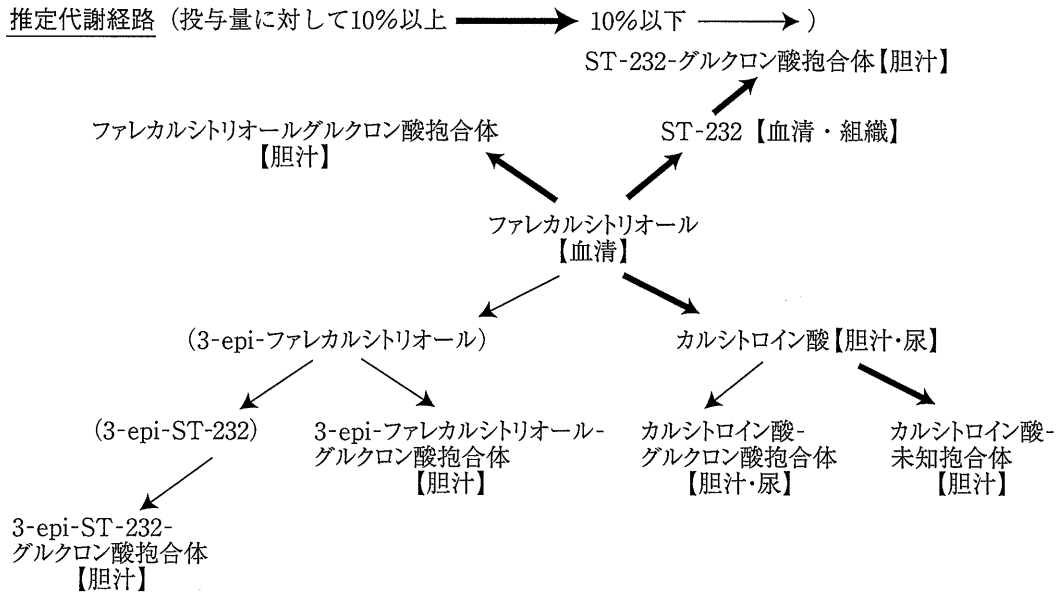 推定代謝経路 (投与量に対して10%以上 10%以下 )
ST-232-グルクロン酸抱合体【胆汁】
ファレカルシトリオールグルクロン酸抱合体
【胆汁】
ST-232【血清・組織】
ファレカルシトリオール
【血清】
(3-epi-ファレカルシトリオール)
カルシトロイン酸【胆汁・尿】
(3-epi-ST-232)
3-epi-ファレカルシトリオール-
グルクロン酸抱合体
【胆汁】
カルシトロイン酸-
グルクロン酸抱合体
【胆汁・尿】
カルシトロイン酸-
未知抱合体
【胆汁】
3-epi-ST-232-
グルクロン酸抱合体
【胆汁】